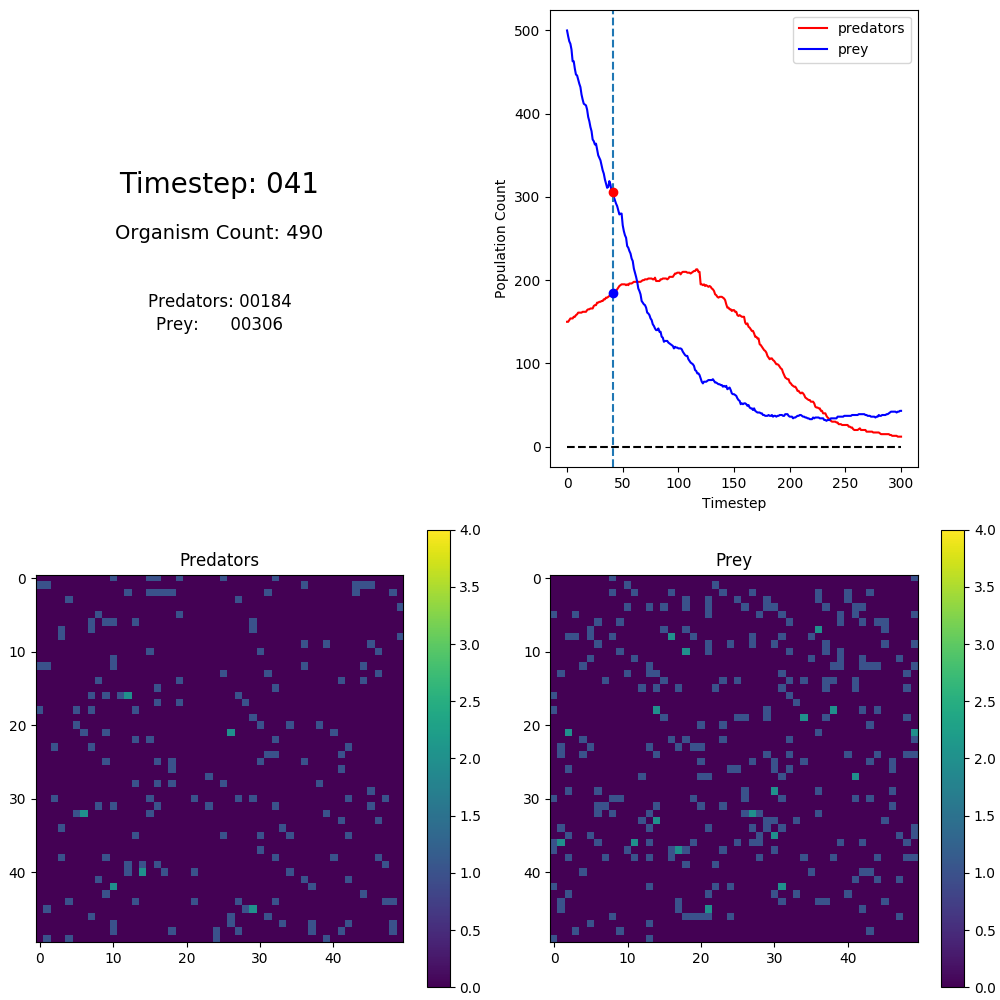 Timestep: 041
Organism Count: 490
Predators: 00184
Prey: 00306
predators
prey
500
400
300
200
100
0
Population Count
0 50 100 150 200 250 300
Timestep
Predators
0
10
20
30
40
0 10 20 30 40
4.0
3.5
3.0
2.5
2.0
1.5
1.0
0.5
0.0
Prey
0
10
20
30
40
0 10 20 30 40
4.0
3.5
3.0
2.5
2.0
1.5
1.0
0.5
0.0